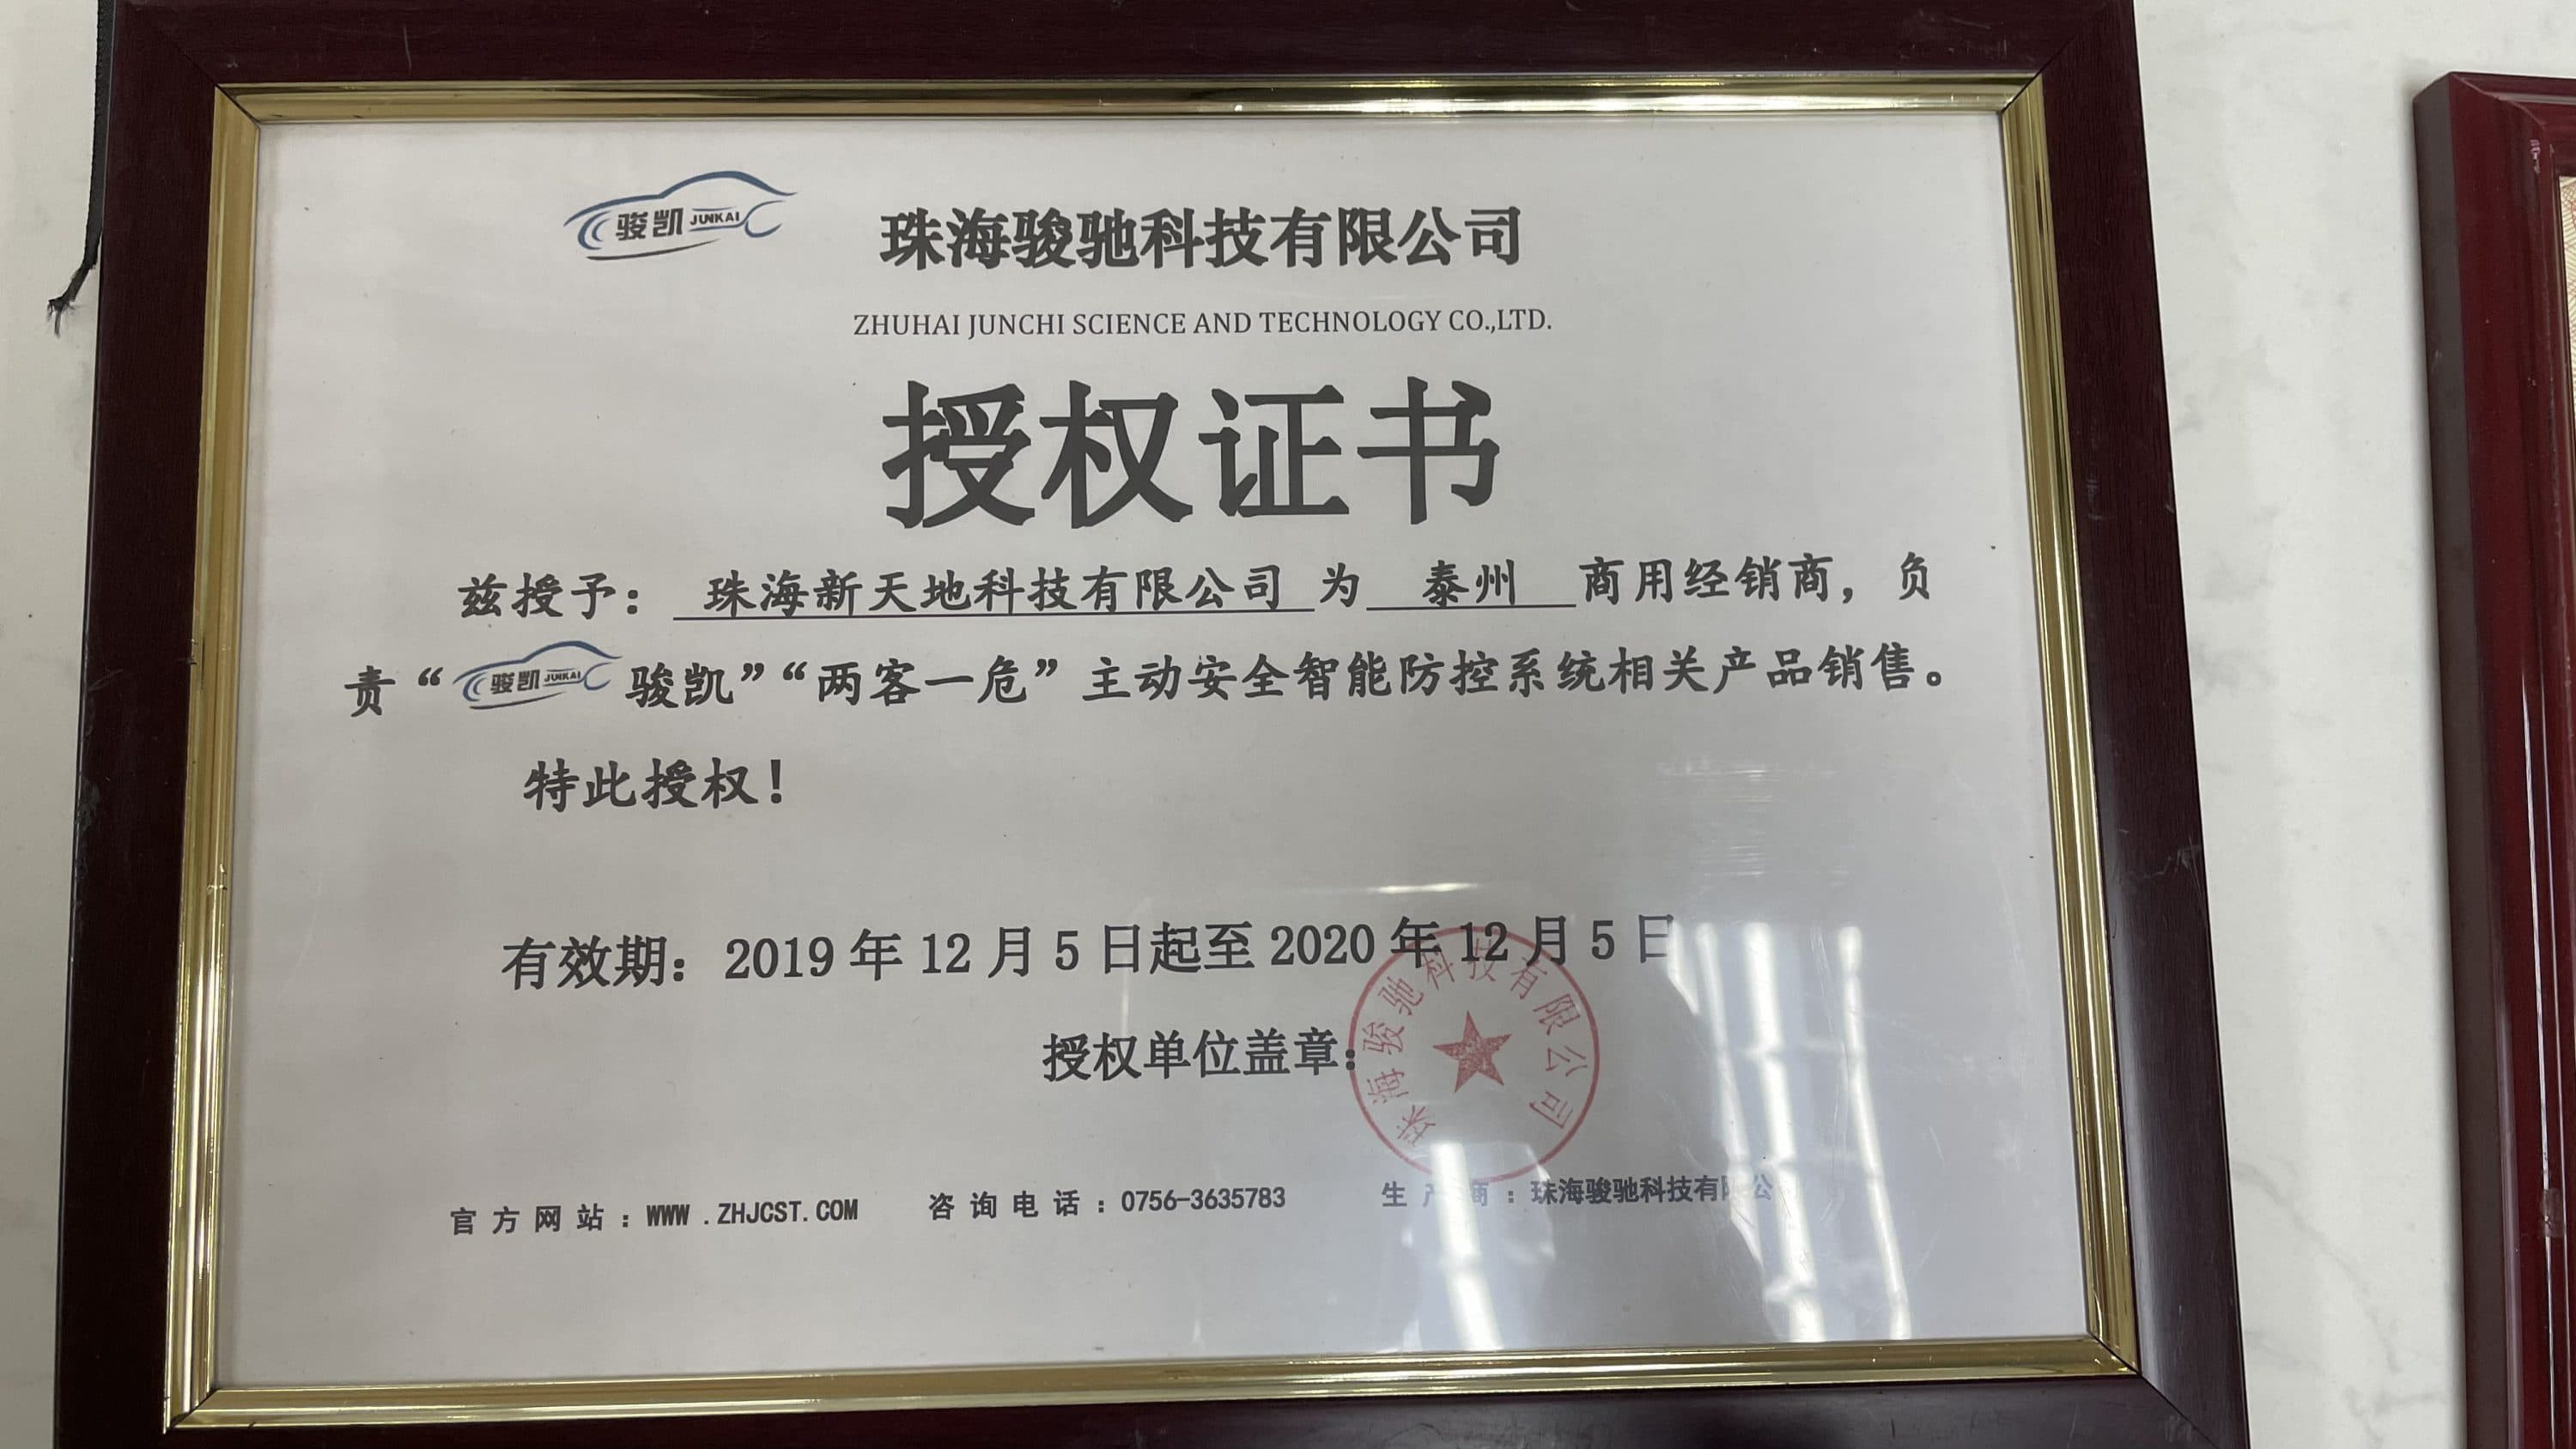 骏凯 JUNKAI
珠海骏驰科技有限公司
ZHUHAI JUNCHI SCIENCE AND TECHNOLOGY CO.,LTD.
授权证书
兹授予：珠海新天地科技有限公司为泰州商用经销商，负
责“骏凯 JUNKAI 骏凯”“两客一危”主动安全智能防控系统相关产品销售。
特此授权！
有效期：2019年12月5日起至2020年12月5日
授权单位盖章：
珠海骏驰科技有限公司
官方网站：WWW .ZHJCST.COM 咨询电话：0756-3635783 生产商：珠海骏驰科技有限公